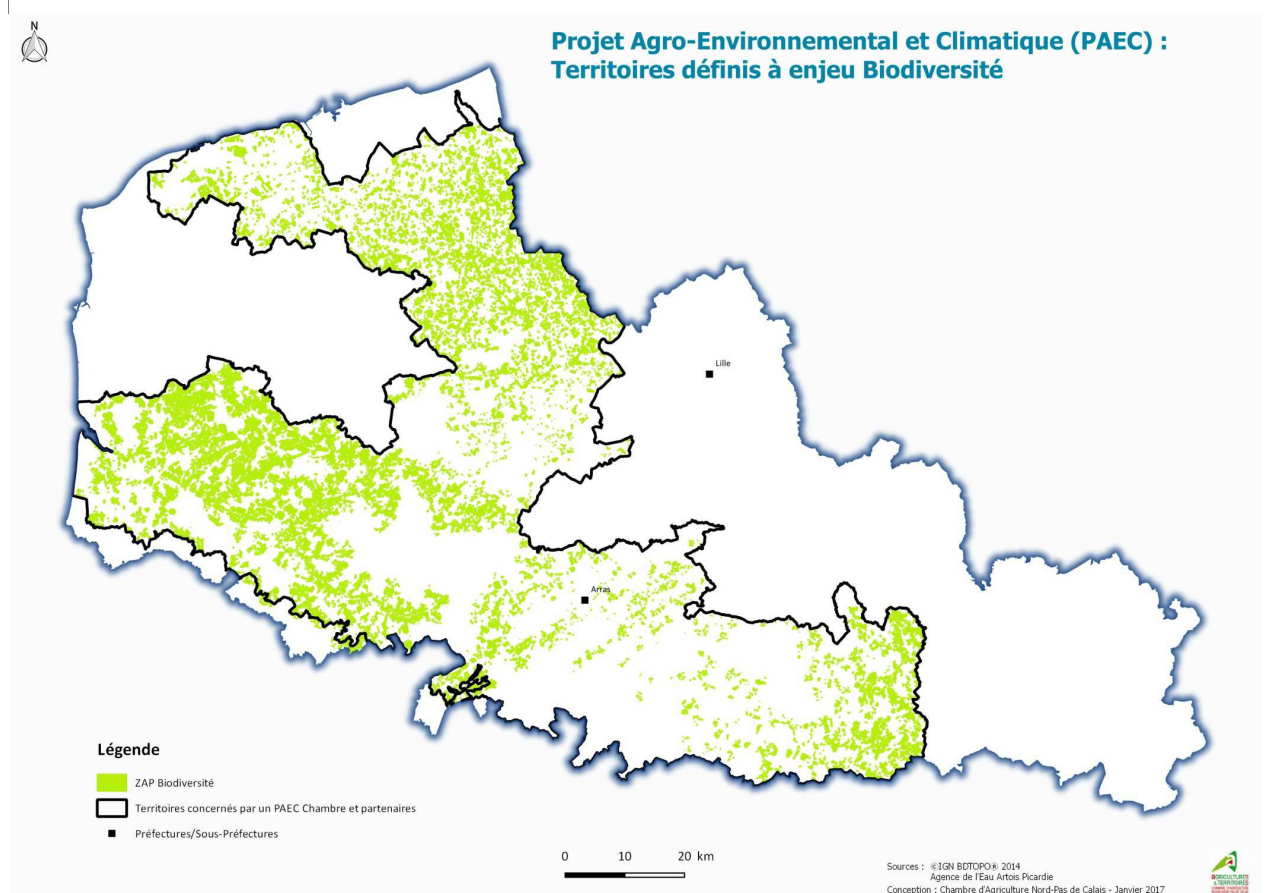 N
Projet Agro-Environnemental et Climatique (PAEC) :
Territoires définis à enjeu Biodiversité
Lille
Arras
Légende
ZAP Biodiversité
Territoires concernés par un PAEC Chambre et partenaires
Préfectures/Sous-Préfectures
0 10 20 km
Sources : ©IGN BDTOPO® 2014
Agence de l'Eau Artois Picardie
Conception : Chambre d'Agriculture Nord-Pas de Calais - Janvier 2017
AGRICULTURES
& TERRITOIRES